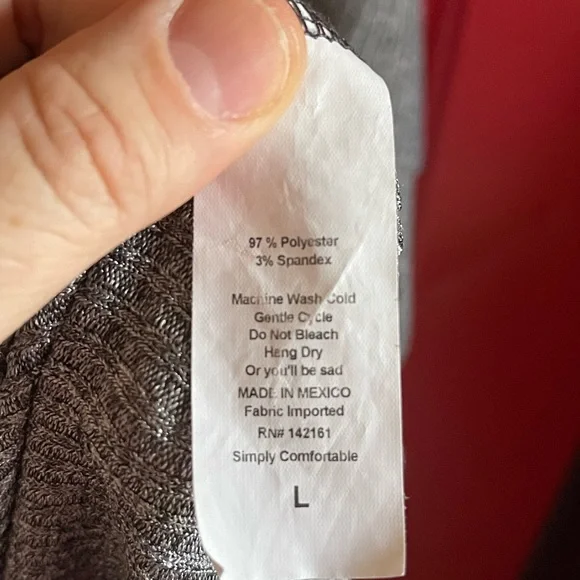 97 % Polyester
3% Spandex
Machine Wash Cold
Gentle Cycle
Do Not Bleach
Hang Dry
Or you'll be sad
MADE IN MEXICO
Fabric Imported
RN# 142161
Simply Comfortable
L